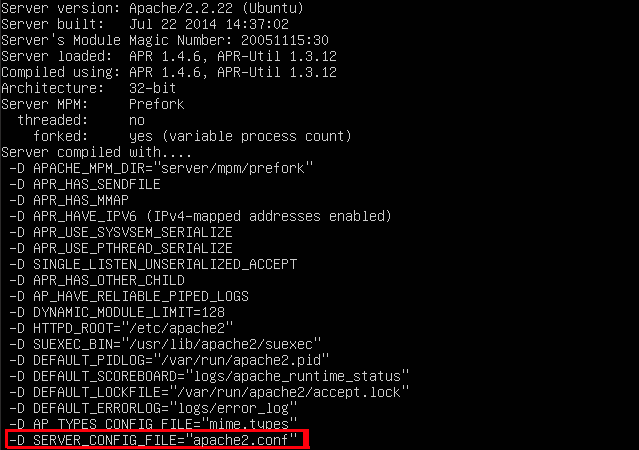 Server version: Apache/2.2.22 (Ubuntu)
Server built:   Jul 22 2014 14:37:02
Server's Module Magic Number: 20051115:30
Server loaded:  APR 1.4.6, APR-Util 1.3.12
Compiled using: APR 1.4.6, APR-Util 1.3.12
Architecture:   32-bit
Server MPM:     Prefork
  threaded:     no
    forked:     yes (variable process count)
Server compiled with....
 -D APACHE_MPM_DIR="server/mpm/prefork"
 -D APR_HAS_SENDFILE
 -D APR_HAS_MMAP
 -D APR_HAVE_IPV6 (IPv4-mapped addresses enabled)
 -D APR_USE_SYSVSEM_SERIALIZE
 -D APR_USE_PTHREAD_SERIALIZE
 -D SINGLE_LISTEN_UNSERIALIZED_ACCEPT
 -D APR_HAS_OTHER_CHILD
 -D AP_HAVE_RELIABLE_PIPED_LOGS
 -D DYNAMIC_MODULE_LIMIT=128
 -D HTTPD_ROOT="/etc/apache2"
 -D SUEXEC_BIN="/usr/lib/apache2/suexec"
 -D DEFAULT_PIDLOG="/var/run/apache2.pid"
 -D DEFAULT_SCOREBOARD="logs/apache_runtime_status"
 -D DEFAULT_LOCKFILE="/var/run/apache2/accept.lock"
 -D DEFAULT_ERRORLOG="logs/error_log"
 -D AP_TYPES_CONFIG_FILE="mime.types"
 -D SERVER_CONFIG_FILE="apache2.conf"